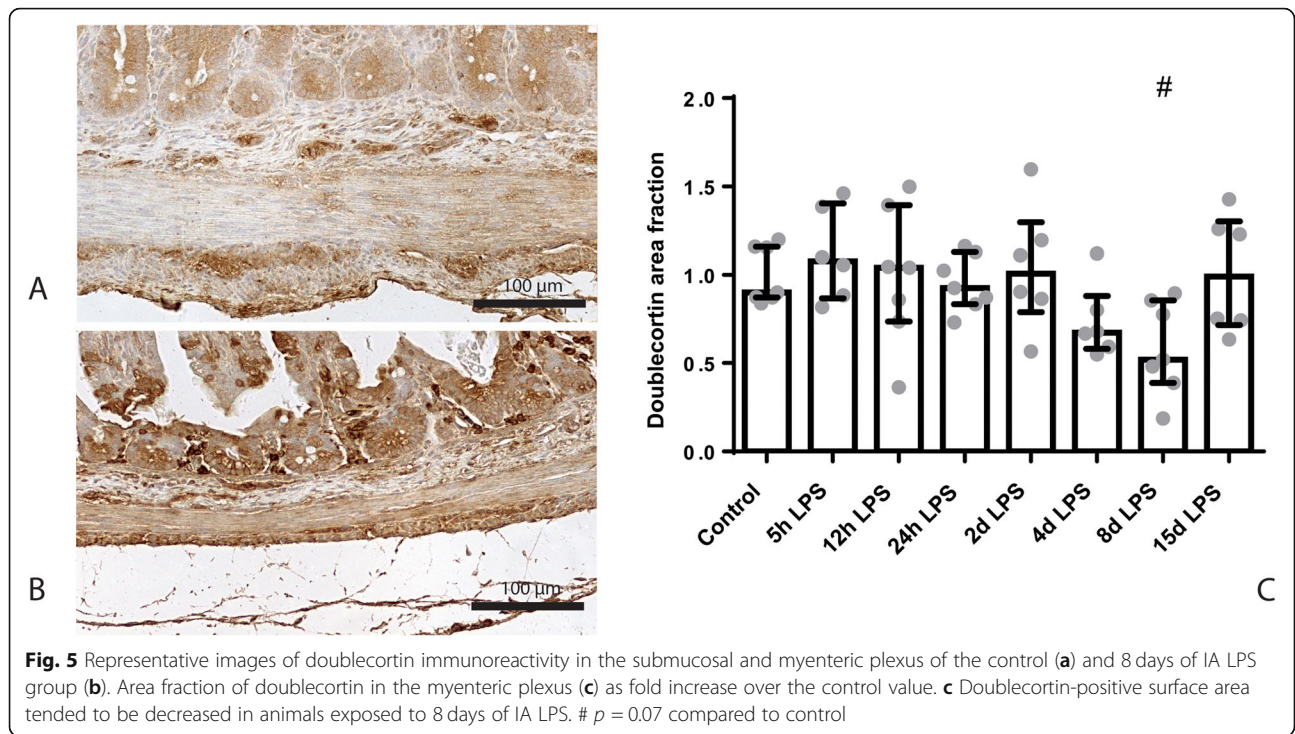 A
100 µm
B
100 µm
#
Doublecortin area fraction
2.0
1.5
1.0
0.5
0.0
Control
5h LPS
12h LPS
24h LPS
2d LPS
4d LPS
8d LPS
15d LPS
C
Fig. 5 Representative images of doublecortin immunoreactivity in the submucosal and myenteric plexus of the control (a) and 8 days of IA LPS
group (b). Area fraction of doublecortin in the myenteric plexus (c) as fold increase over the control value. c Doublecortin-positive surface area
tended to be decreased in animals exposed to 8 days of IA LPS. # p = 0.07 compared to control